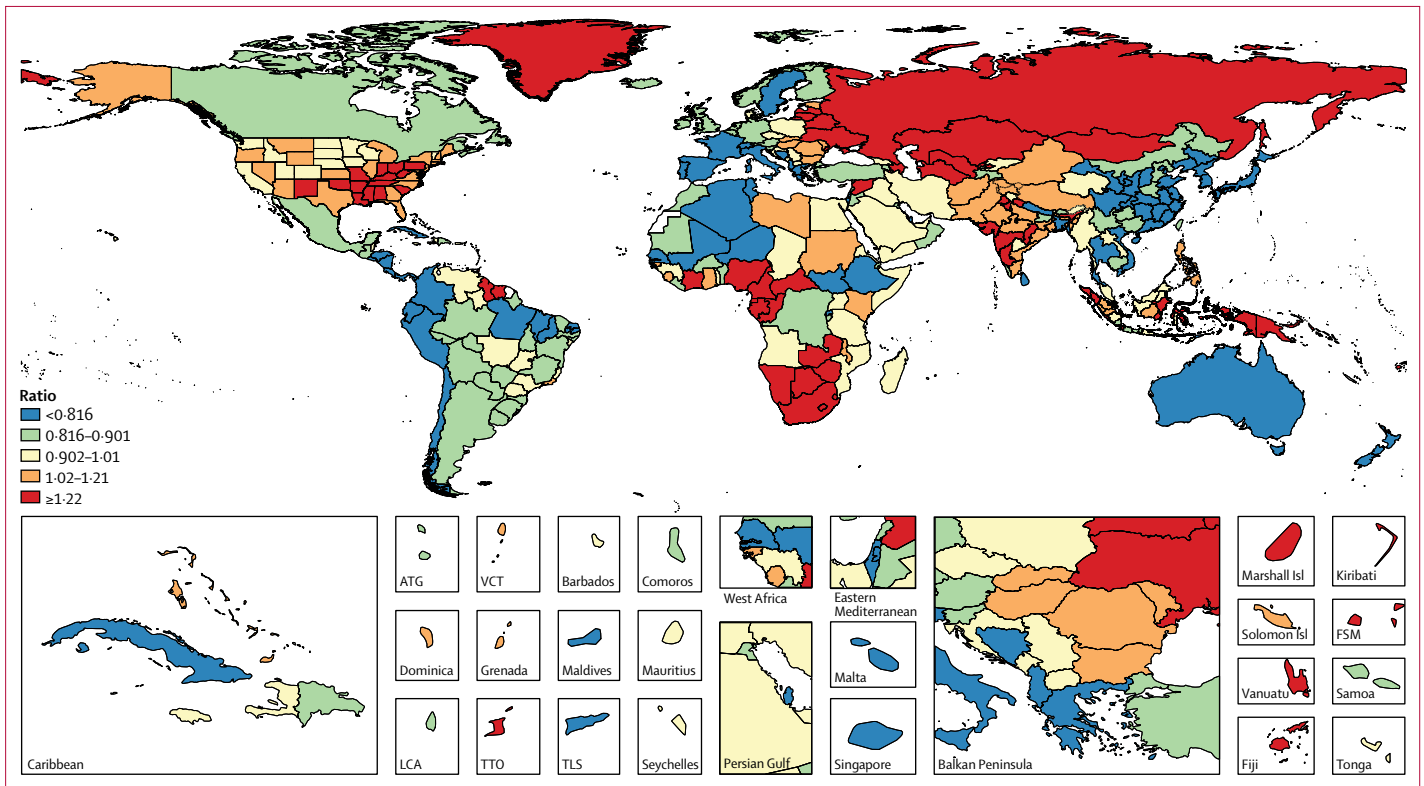 Ratio
<0·816
0·816–0·901
0·902–1·01
1·02–1·21
≥1·22
Caribbean
ATG
VCT
Barbados
Comoros
Dominica
Grenada
Maldives
Mauritius
LCA
TTO
TLS
Seychelles
West Africa
Eastern
Mediterranean
Persian Gulf
Malta
Singapore
Balkan Peninsula
Marshall Isl
Kiribati
Solomon Isl
FSM
Vanuatu
Samoa
Fiji
Tonga